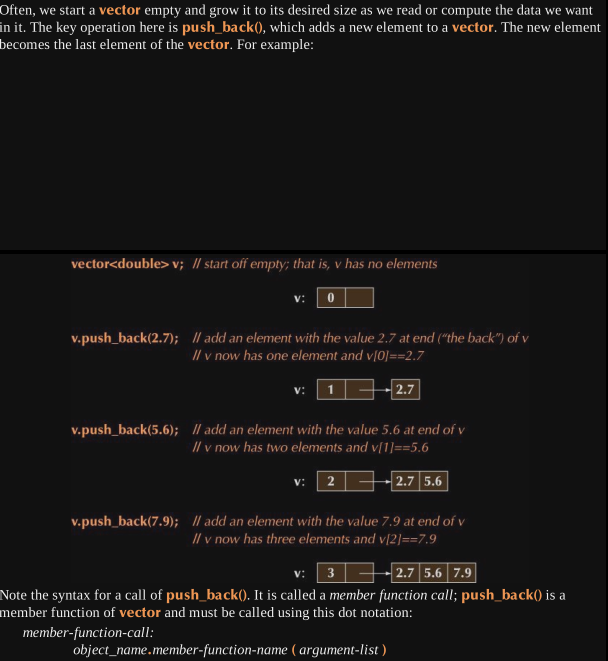 Often, we start a vector empty and grow it to its desired size as we read or compute the data we want
in it. The key operation here is push_back(), which adds a new element to a vector. The new element
becomes the last element of the vector. For example:
vector<double> v; // start off empty; that is, v has no elements
v: 0
v.push_back(2.7); // add an element with the value 2.7 at end (“the back”) of v
// v now has one element and v[0]==2.7
v: 1 2.7
v.push_back(5.6); // add an element with the value 5.6 at end of v
// v now has two elements and v[1]==5.6
v: 2 2.7 5.6
v.push_back(7.9); // add an element with the value 7.9 at end of v
// v now has three elements and v[2]==7.9
v: 3 2.7 5.6 7.9
Note the syntax for a call of push_back(). It is called a member function call; push_back() is a
member function of vector and must be called using this dot notation:
member-function-call:
object_name.member-function-name ( argument-list )